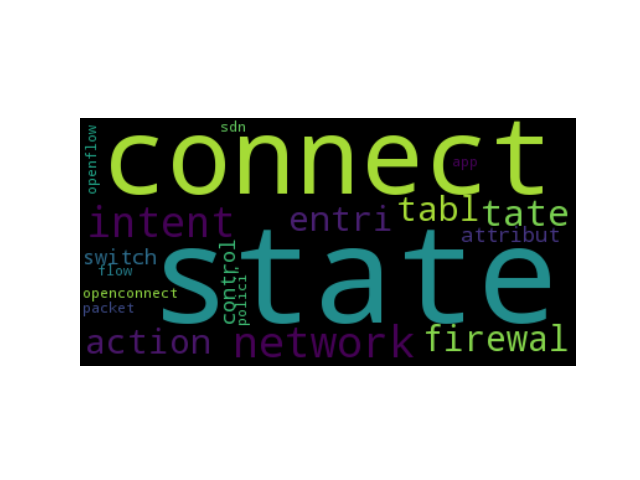 sdn
connect
openflow
app
intent
entri
tabl
tate
attribut
switch
flow
state
control
polici
openconnect
packet
action
network
firewal